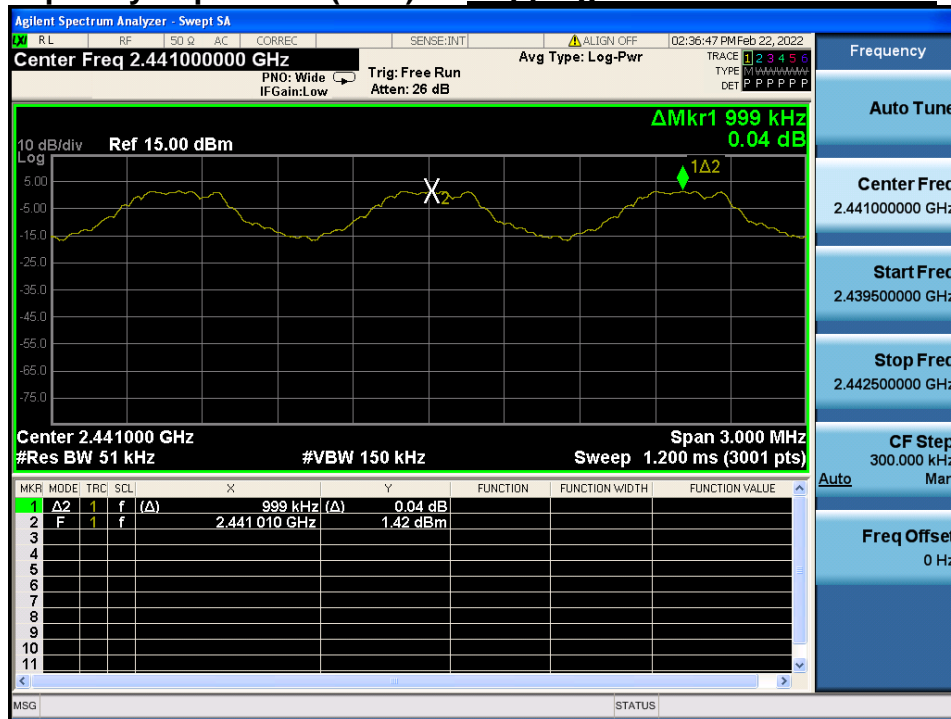 Agilent Spectrum Analyzer - Swept SA
LXI RL RF 50 Ω AC CORREC SENSE:INT ALIGN OFF 02:36:47 PM Feb 22, 2022
Center Freq 2.441000000 GHz
PNO: Wide
IFGain:Low
Trig: Free Run
Atten: 26 dB
Avg Type: Log-Pwr
TRACE 1 2 3 4 5 6
TYPE M
DET P P P P P P
ΔMkr1 999 kHz
0.04 dB
10 dB/div Ref 15.00 dBm
Log
1Δ2
5.00
X2
-5.00
-15.0
-25.0
-35.0
-45.0
-55.0
-65.0
-75.0
Center 2.441000 GHz Span 3.000 MHz
#Res BW 51 kHz #VBW 150 kHz Sweep 1.200 ms (3001 pts)
MKR MODE TRC SCL X Y FUNCTION FUNCTION WIDTH FUNCTION VALUE
1 Δ2 1 f (Δ) 999 kHz (Δ) 0.04 dB
2 F 1 f 2.441 010 GHz 1.42 dBm
3
4
5
6
7
8
9
10
11
MSG STATUS
Frequency
Auto Tune
Center Freq
2.441000000 GHz
Start Freq
2.439500000 GHz
Stop Freq
2.442500000 GHz
CF Step
300.000 kHz
Auto Man
Freq Offset
0 Hz